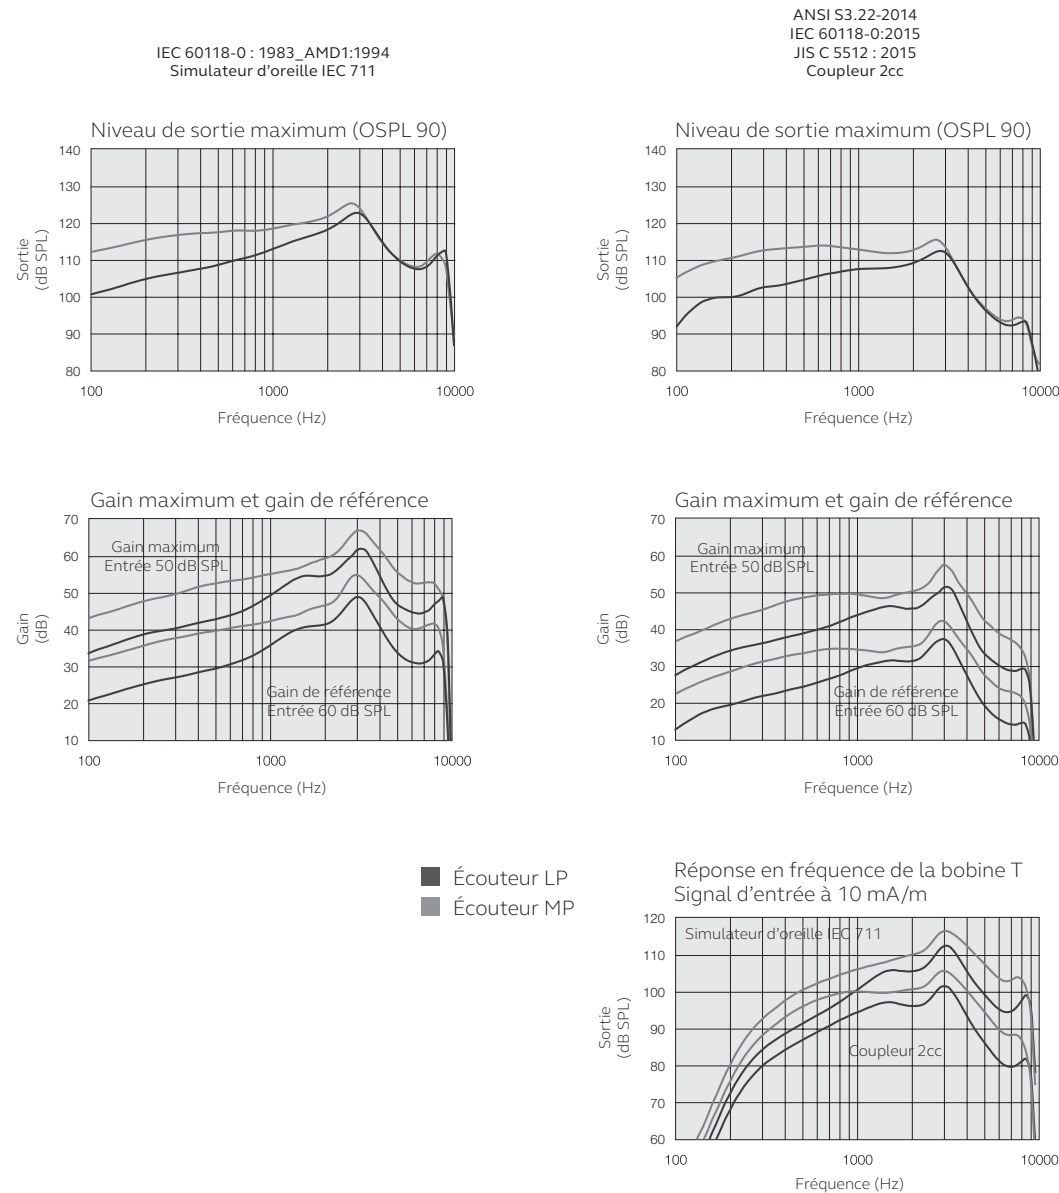 IEC 60118-0 : 1983_AMD1:1994
Simulateur d'oreille IEC 711
ANSI S3.22-2014
IEC 60118-0:2015
JIS C 5512 : 2015
Coupleur 2cc
Niveau de sortie maximum (OSPL 90)
140
130
120
110
100
90
80
Sortie
(dB SPL)
100
1000
10000
Fréquence (Hz)
Niveau de sortie maximum (OSPL 90)
140
130
120
110
100
90
80
Sortie
(dB SPL)
100
1000
10000
Fréquence (Hz)
Gain maximum et gain de référence
70
60
50
40
30
20
10
Gain
(dB)
Gain maximum
Entrée 50 dB SPL
Gain de référence
Entrée 60 dB SPL
100
1000
10000
Fréquence (Hz)
Gain maximum et gain de référence
70
60
50
40
30
20
10
Gain
(dB)
Gain maximum
Entrée 50 dB SPL
Gain de référence
Entrée 60 dB SPL
100
1000
10000
Fréquence (Hz)
Écouteur LP
Écouteur MP
Réponse en fréquence de la bobine T
Signal d'entrée à 10 mA/m
120
110
100
90
80
70
60
Sortie
(dB SPL)
Simulateur d'oreille IEC 711
Coupleur 2cc
100
1000
10000
Fréquence (Hz)